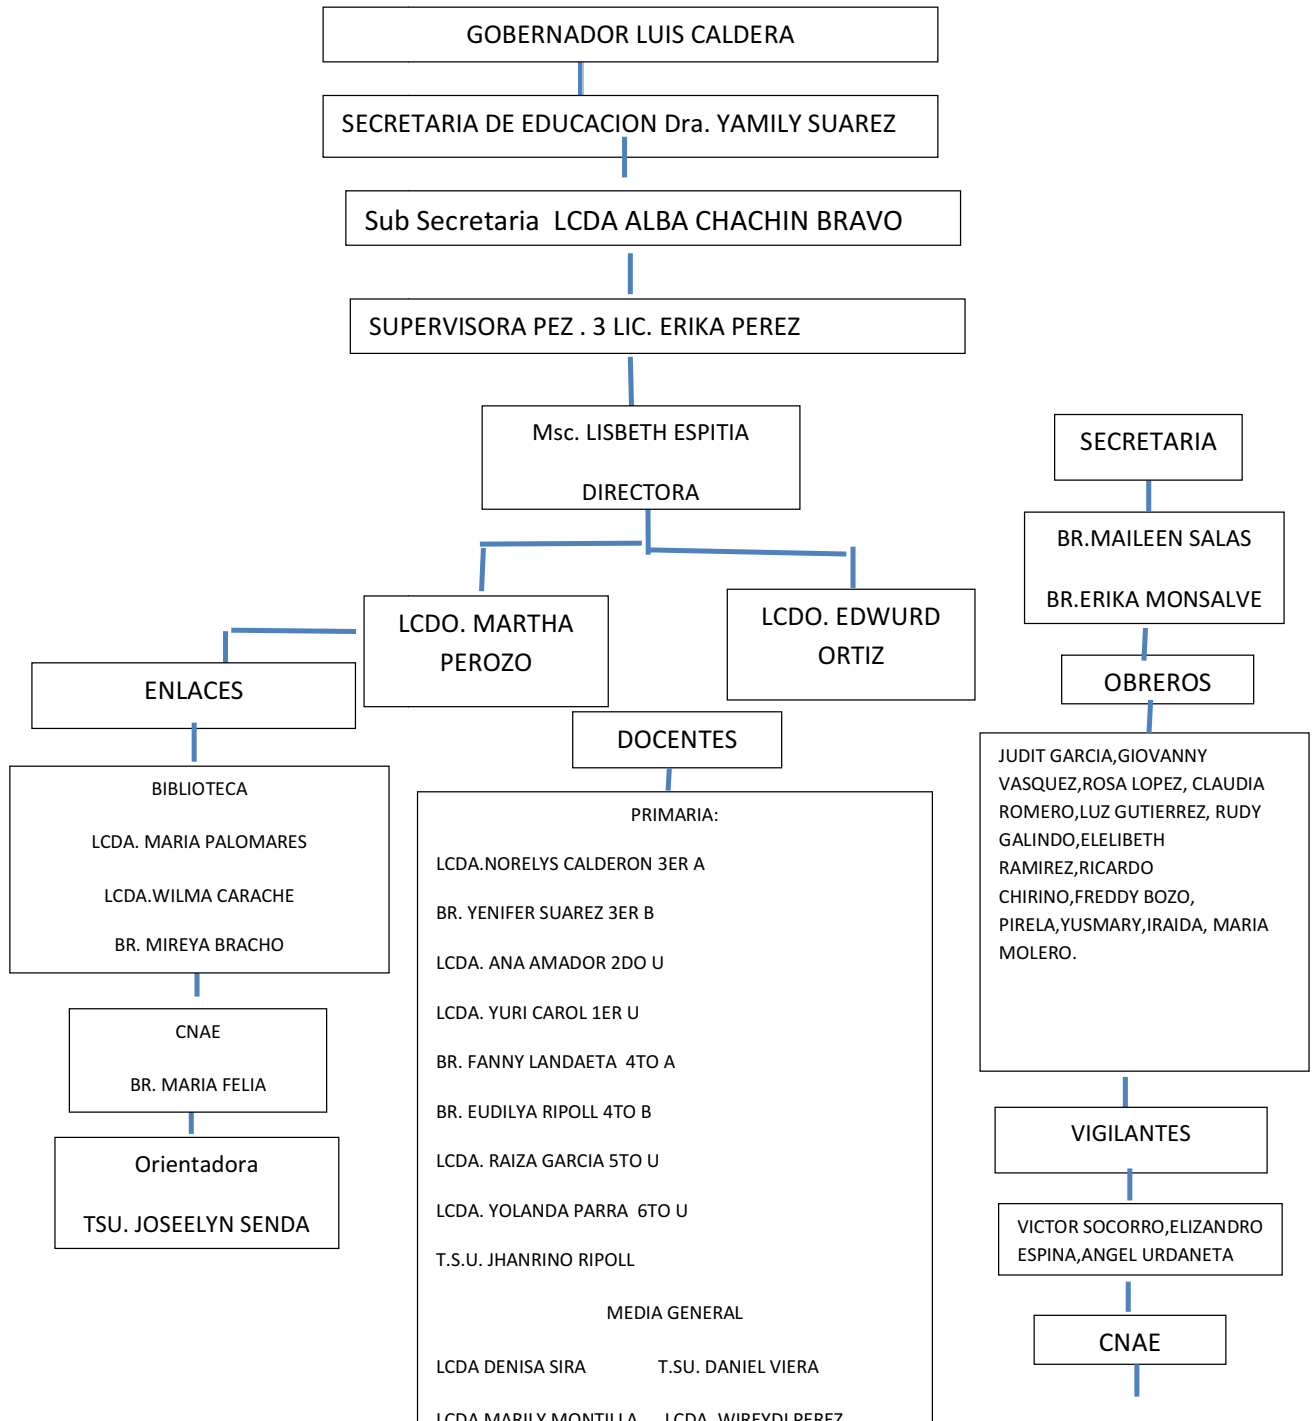 GOBERNADOR LUIS CALDERA
SECRETARIA DE EDUCACION Dra. YAMILY SUAREZ
Sub Secretaria LCDA ALBA CHACHIN BRAVO
SUPERVISORA PEZ . 3 LIC. ERIKA PEREZ
Msc. LISBETH ESPITIA
DIRECTORA
LCDO. MARTHA
PEROZO
LCDO. EDWURD
ORTIZ
ENLACES
BIBLIOTECA
LCDA. MARIA PALOMARES
LCDA.WILMA CARACHE
BR. MIREYA BRACHO
CNAE
BR. MARIA FELIA
Orientadora
TSU. JOSEELYN SENDA
DOCENTES
PRIMARIA:
LCDA.NORELYS CALDERON 3ER A
BR. YENIFER SUAREZ 3ER B
LCDA. ANA AMADOR 2DO U
LCDA. YURI CAROL 1ER U
BR. FANNY LANDAETA 4TO A
BR. EUDILYA RIPOLL 4TO B
LCDA. RAIZA GARCIA 5TO U
LCDA. YOLANDA PARRA 6TO U
T.S.U. JHANRINO RIPOLL
MEDIA GENERAL
LCDA DENISA SIRA T.SU. DANIEL VIERA
LCDA MARILY MONTILLA LCDA. WIREYDI PEREZ
SECRETARIA
BR.MAILEEN SALAS
BR.ERIKA MONSALVE
OBREROS
JUDIT GARCIA,GIOVANNY
VASQUEZ,ROSA LOPEZ, CLAUDIA
ROMERO,LUZ GUTIERREZ, RUDY
GALINDO,ELELIBETH
RAMIREZ,RICARDO
CHIRINO,FREDDY BOZO,
PIRELA,YUSMARY,IRAIDA, MARIA
MOLERO.
VIGILANTES
VICTOR SOCORRO,ELIZANDRO
ESPINA,ANGEL URDANETA
CNAE